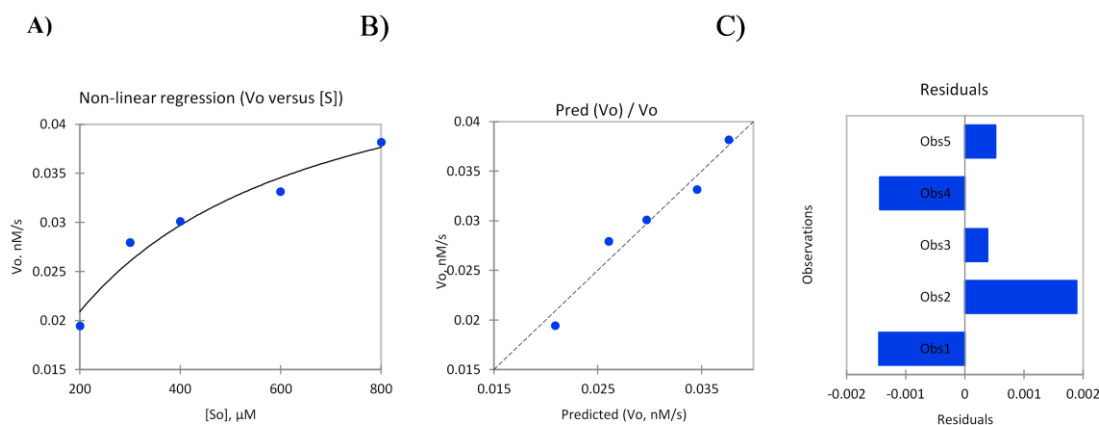 A)
B)
C)
Non-linear regression (Vo versus [S])
0.04
0.035
0.03
0.025
0.02
0.015
Vo. nM/s
200
400
600
800
[So], µM
Pred (Vo) / Vo
0.04
0.035
0.03
0.025
0.02
0.015
Vo, nM/s
0.015
0.025
0.035
Predicted (Vo, nM/s)
Residuals
Observations
Obs5
Obs4
Obs3
Obs2
Obs1
-0.002
-0.001
0
0.001
0.002
Residuals